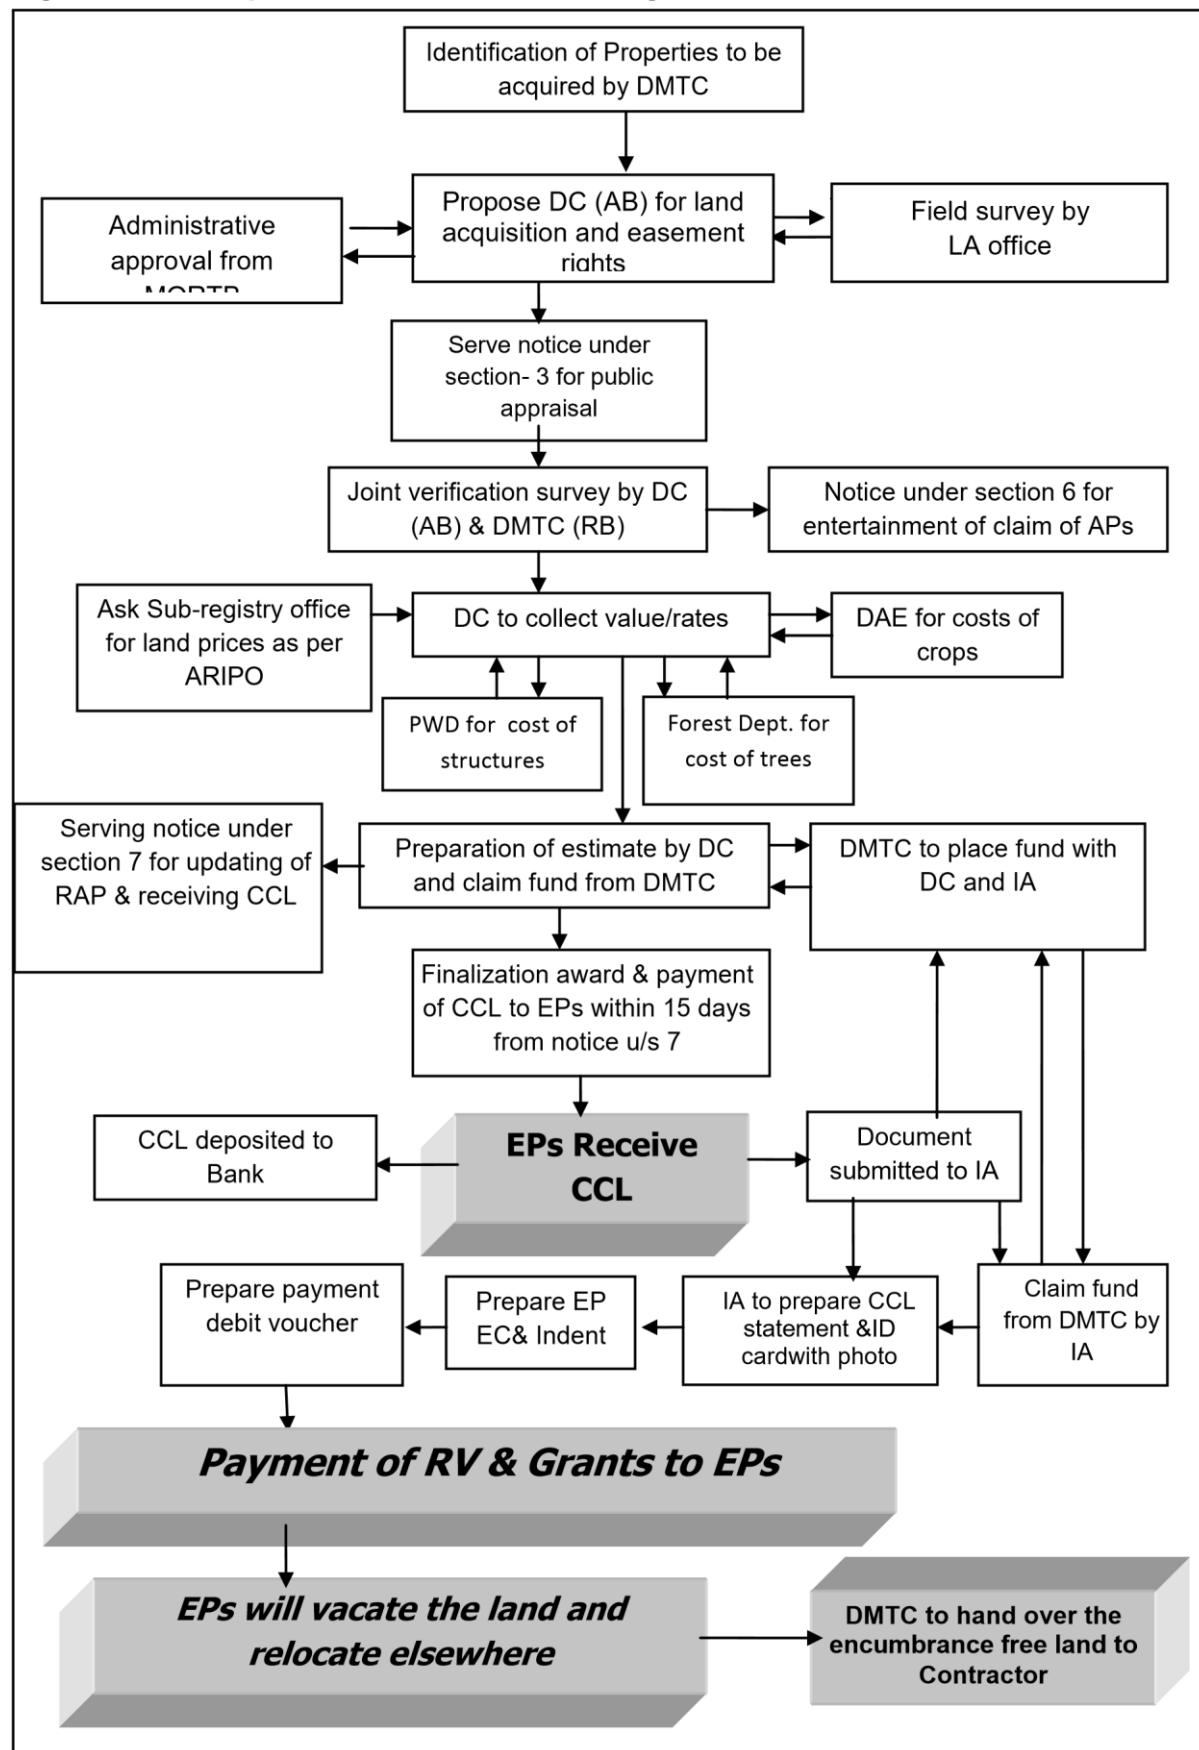 Identification of Properties to be
acquired by DMTC
Propose DC (AB) for land
acquisition and easement
rights
Administrative
approval from
Field survey by
LA office
Serve notice under
section- 3 for public
appraisal
Joint verification survey by DC
(AB) & DMTC (RB)
Notice under section 6 for
entertainment of claim of APs
Ask Sub-registry office
for land prices as per
ARIPO
DC to collect value/rates
DAE for costs of
crops
PWD for cost of
structures
Forest Dept. for
cost of trees
Serving notice under
section 7 for updating of
RAP & receiving CCL
Preparation of estimate by DC
and claim fund from DMTC
DMTC to place fund with
DC and IA
Finalization award & payment
of CCL to EPs within 15 days
from notice u/s 7
CCL deposited to
Bank
EPs Receive
CCL
Document
submitted to IA
Prepare payment
debit voucher
Prepare EP
EC& Indent
IA to prepare CCL
statement &ID
cardwith photo
Claim fund
from DMTC by
IA
Payment of RV & Grants to EPs
EPs will vacate the land and
relocate elsewhere
DMTC to hand over the
encumbrance free land to
Contractor